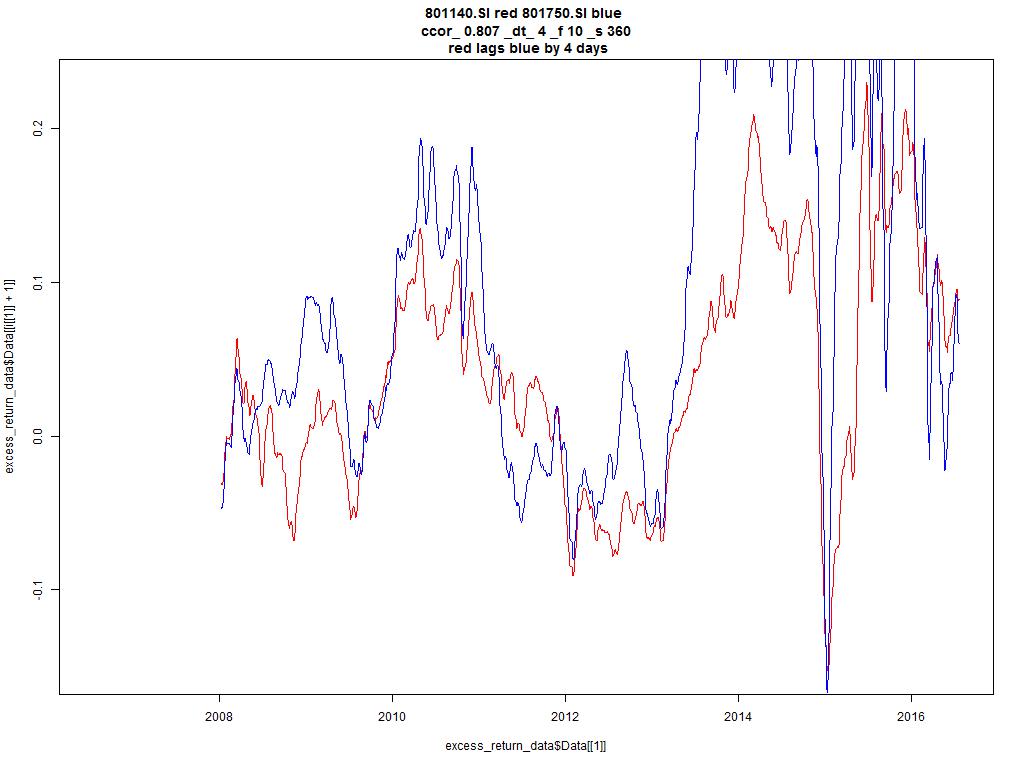 801140.SI red 801750.SI blue
ccor_ 0.807 _dt_ 4 _f 10 _s 360
red lags blue by 4 days
excess_return_data$Data[[i[1]] + 1]]
0.2
0.1
0.0
-0.1
2008
2010
2012
2014
2016
excess_return_data$Data[[1]]